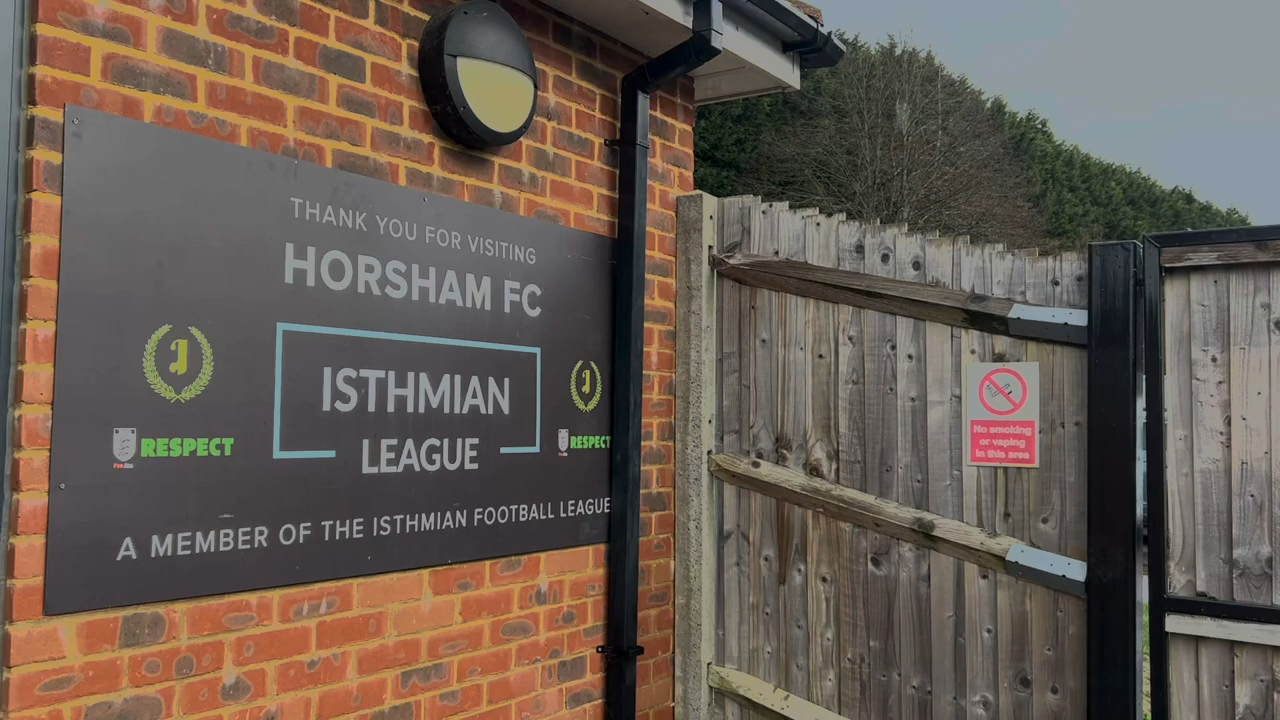 THANK YOU FOR VISITING
HORSHAM FC
ISTHMIAN
LEAGUE
J
J
RESPECT
RESPECT
A MEMBER OF THE ISTHMIAN FOOTBALL LEAGUE
No smoking
or vaping
in this area